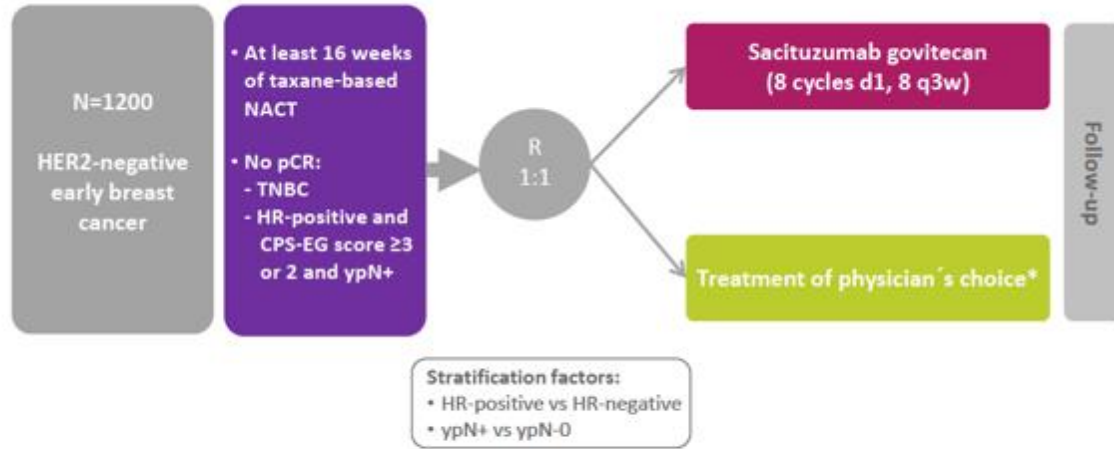 N=1200
HER2-negative
early breast
cancer
• At least 16 weeks
of taxane-based
NACT
• No pCR:
- TNBC
- HR-positive and
CPS-EG score ≥3
or 2 and ypN+
R
1:1
Sacituzumab govitecan
(8 cycles d1, 8 q3w)
Treatment of physician´s choice*
Follow-up
Stratification factors:
• HR-positive vs HR-negative
• ypN+ vs ypN-0